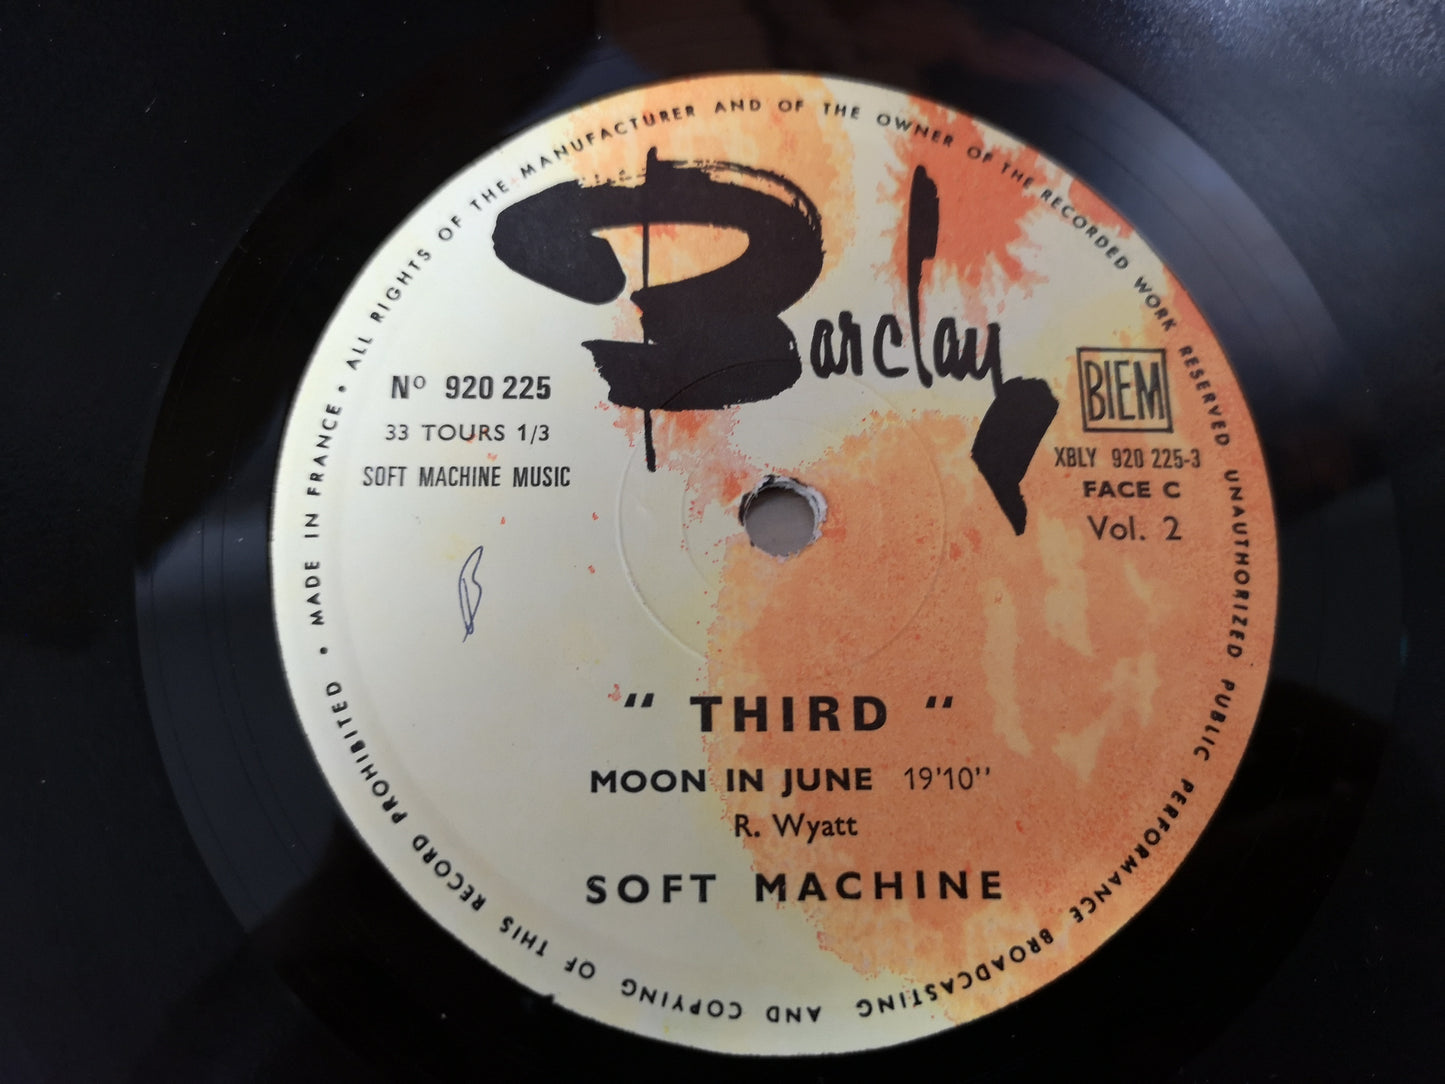 • ALL RIGHTS OF THE MANUFACTURER AND OF THE OWNER OF THE RECORDED WORK RESERVED UNAUTHORIZED PUBLIC PERFORMANCE BROADCASTING AND COPYING OF THIS RECORD PROHIBITED • MADE IN FRANCE
Barclay
Nº 920 225
33 TOURS 1/3
SOFT MACHINE MUSIC
BIEM
XBLY 920 225-3
FACE C
Vol. 2
B
" THIRD "
MOON IN JUNE 19'10''
R. Wyatt
SOFT MACHINE